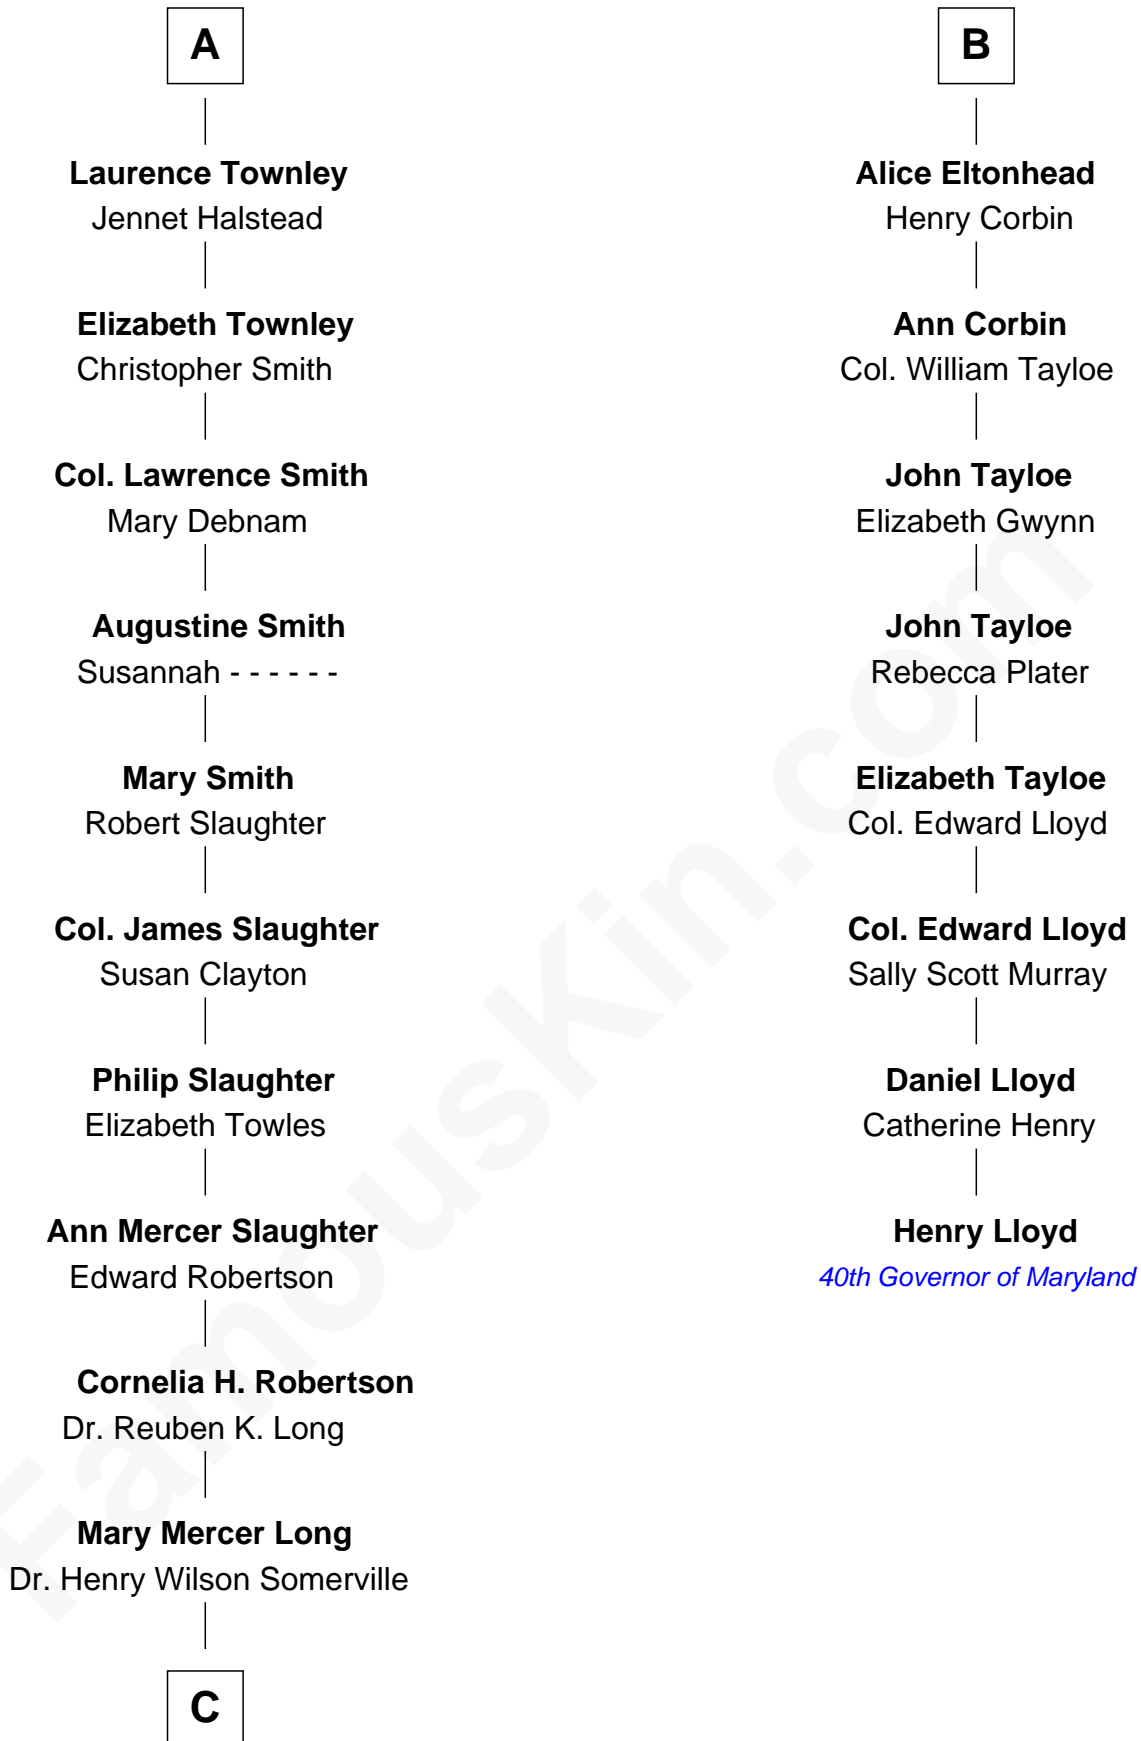 A
Laurence Townley
Jennet Halstead
Elizabeth Townley
Christopher Smith
Col. Lawrence Smith
Mary Debnam
Augustine Smith
Susannah - - - - - -
Mary Smith
Robert Slaughter
Col. James Slaughter
Susan Clayton
Philip Slaughter
Elizabeth Towles
Ann Mercer Slaughter
Edward Robertson
Cornelia H. Robertson
Dr. Reuben K. Long
Mary Mercer Long
Dr. Henry Wilson Somerville
C
B
Alice Eltonhead
Henry Corbin
Ann Corbin
Col. William Tayloe
John Tayloe
Elizabeth Gwynn
John Tayloe
Rebecca Plater
Elizabeth Tayloe
Col. Edward Lloyd
Col. Edward Lloyd
Sally Scott Murray
Daniel Lloyd
Catherine Henry
Henry Lloyd
40th Governor of Maryland
FamousKin.com